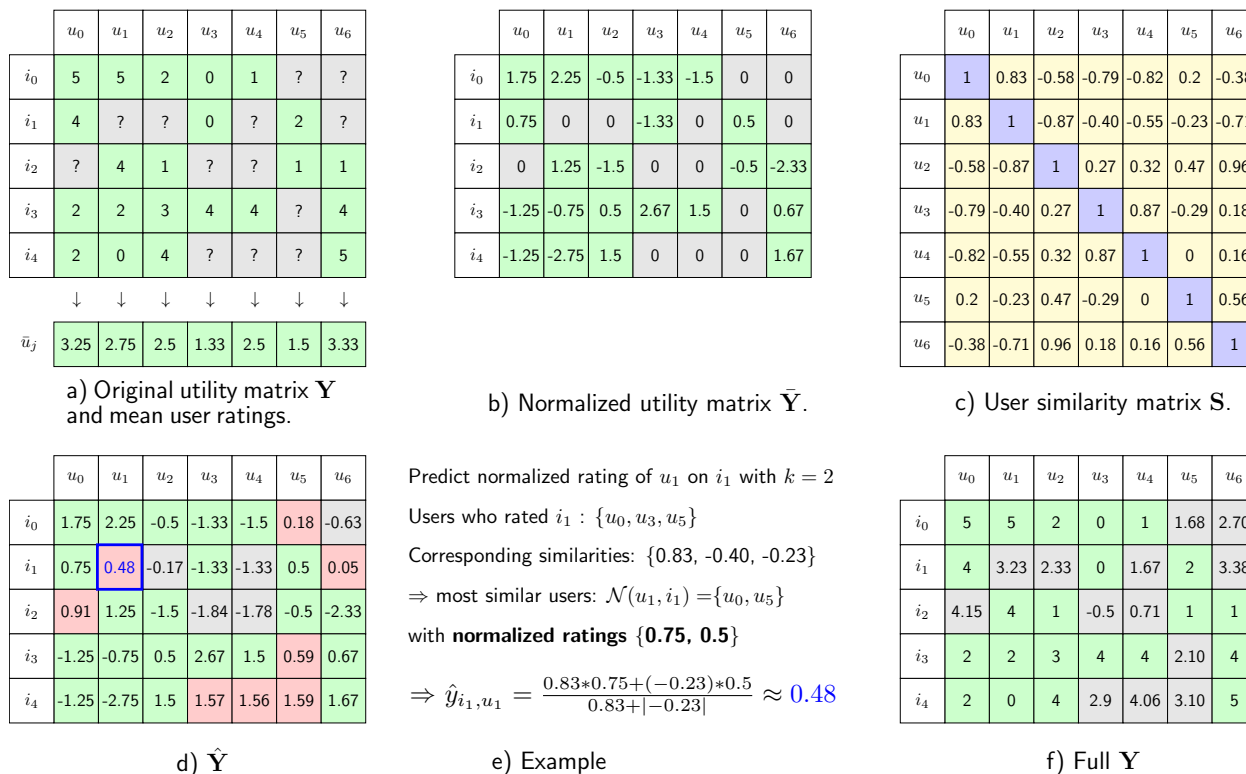 u₀ u₁ u₂ u₃ u₄ u₅ u₆
i₀ 5 5 2 0 1 ? ?
i₁ 4 ? ? 0 ? 2 ?
i₂ ? 4 1 ? ? 1 1
i₃ 2 2 3 4 4 ? 4
i₄ 2 0 4 ? ? ? 5
↓ ↓ ↓ ↓ ↓ ↓ ↓
ūⱼ 3.25 2.75 2.5 1.33 2.5 1.5 3.33
a) Original utility matrix Y
and mean user ratings.
u₀ u₁ u₂ u₃ u₄ u₅ u₆
i₀ 1.75 2.25 -0.5 -1.33 -1.5 0 0
i₁ 0.75 0 0 -1.33 0 0.5 0
i₂ 0 1.25 -1.5 0 0 -0.5 -2.33
i₃ -1.25 -0.75 0.5 2.67 1.5 0 0.67
i₄ -1.25 -2.75 1.5 0 0 0 1.67
b) Normalized utility matrix Ȳ.
u₀ u₁ u₂ u₃ u₄ u₅ u₆
u₀ 1 0.83 -0.58 -0.79 -0.82 0.2 -0.38
u₁ 0.83 1 -0.87 -0.40 -0.55 -0.23 -0.71
u₂ -0.58 -0.87 1 0.27 0.32 0.47 0.96
u₃ -0.79 -0.40 0.27 1 0.87 -0.29 0.18
u₄ -0.82 -0.55 0.32 0.87 1 0 0.16
u₅ 0.2 -0.23 0.47 -0.29 0 1 0.56
u₆ -0.38 -0.71 0.96 0.18 0.16 0.56 1
c) User similarity matrix S.
u₀ u₁ u₂ u₃ u₄ u₅ u₆
i₀ 1.75 2.25 -0.5 -1.33 -1.5 0.18 -0.63
i₁ 0.75 0.48 -0.17 -1.33 -1.33 0.5 0.05
i₂ 0.91 1.25 -1.5 -1.84 -1.78 -0.5 -2.33
i₃ -1.25 -0.75 0.5 2.67 1.5 0.59 0.67
i₄ -1.25 -2.75 1.5 1.57 1.56 1.59 1.67
d) Ŷ
Predict normalized rating of u₁ on i₁ with k = 2
Users who rated i₁ : {u₀, u₃, u₅}
Corresponding similarities: {0.83, -0.40, -0.23}
⇒ most similar users: 𝒩(u₁, i₁) ={u₀, u₅}
with normalized ratings {0.75, 0.5}
⇒ ŷ_{i₁,u₁} = (0.83*0.75+(−0.23)*0.5)/(0.83+|−0.23|) ≈ 0.48
e) Example
u₀ u₁ u₂ u₃ u₄ u₅ u₆
i₀ 5 5 2 0 1 1.68 2.70
i₁ 4 3.23 2.33 0 1.67 2 3.38
i₂ 4.15 4 1 -0.5 0.71 1 1
i₃ 2 2 3 4 4 2.10 4
i₄ 2 0 4 2.9 4.06 3.10 5
f) Full Y